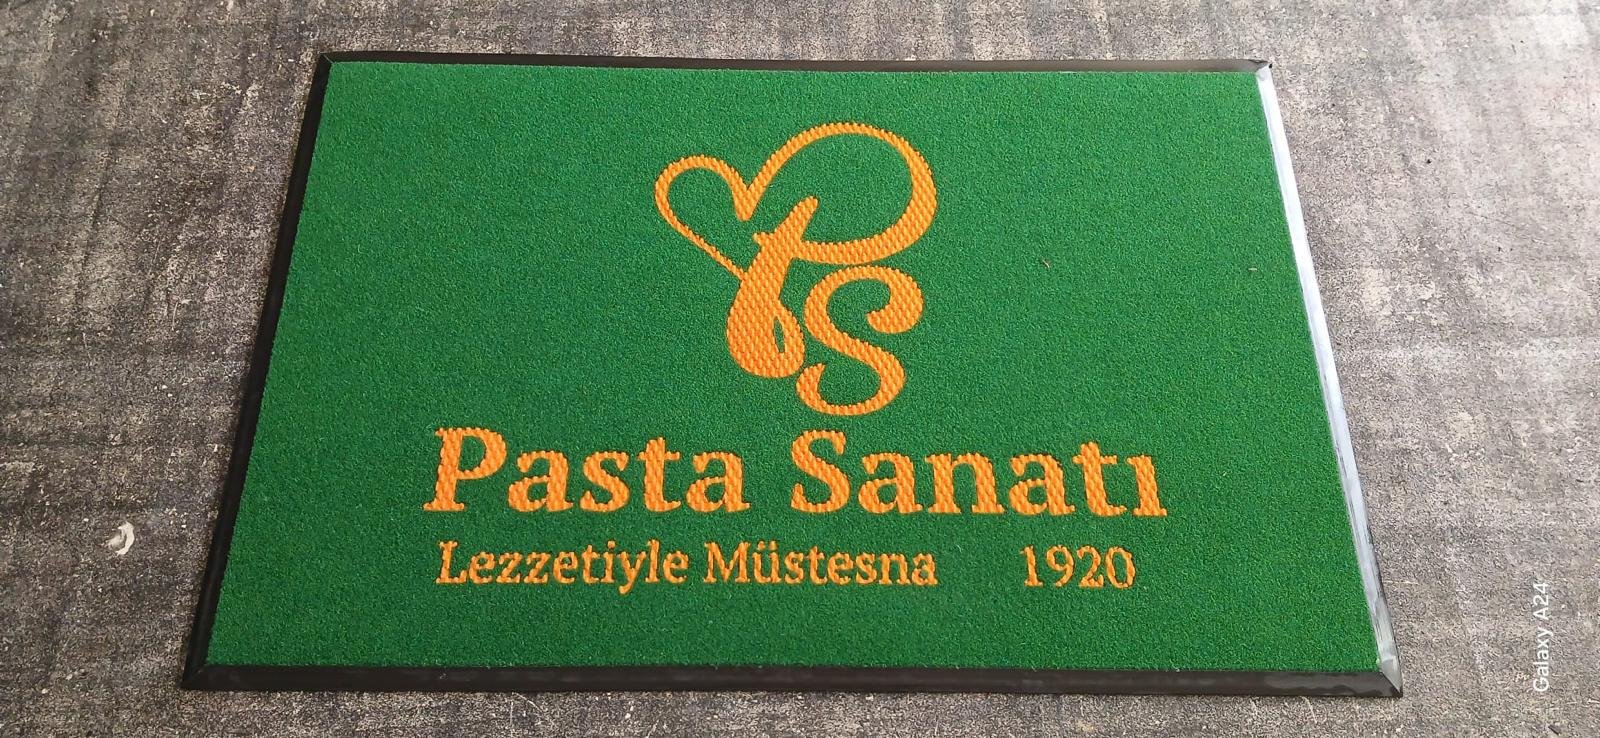 PS
Pasta Sanatı
Lezzetiyle Müstesna 1920
Galaxy A24